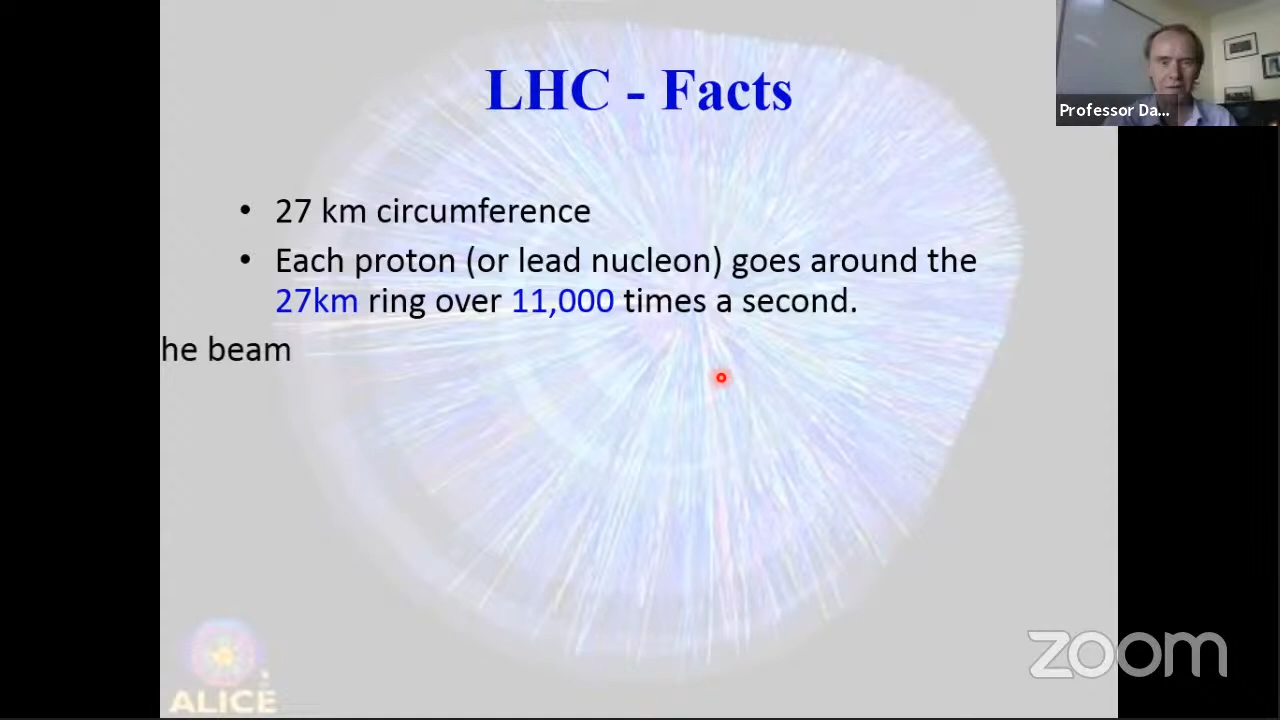 LHC - Facts
Professor Da...
• 27 km circumference
• Each proton (or lead nucleon) goes around the
27km ring over 11,000 times a second.
he beam
ALICE
zoom